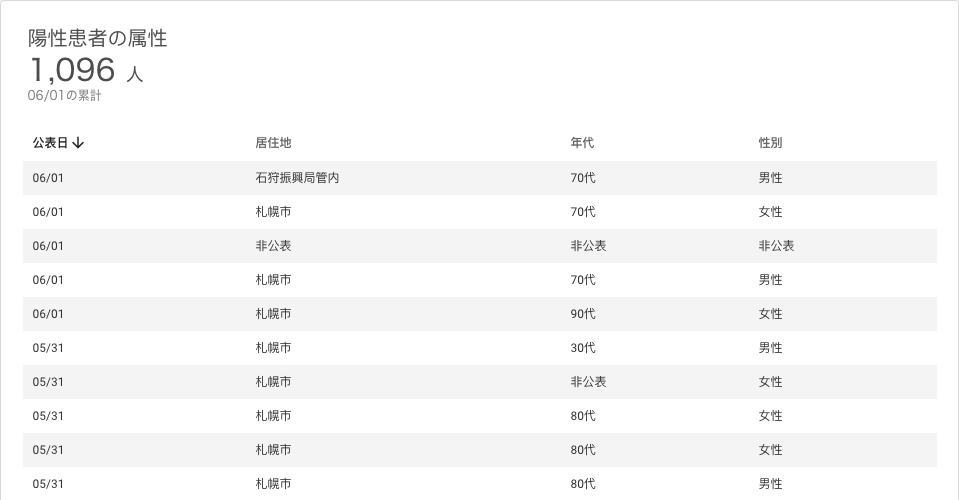 陽性患者の属性
1,096 人
06/01の累計
公表日↓ 居住地 年代 性別
06/01 石狩振興局管内 70代 男性
06/01 札幌市 70代 女性
06/01 非公表 非公表 非公表
06/01 札幌市 70代 男性
06/01 札幌市 90代 女性
05/31 札幌市 30代 男性
05/31 札幌市 非公表 女性
05/31 札幌市 80代 女性
05/31 札幌市 80代 女性
05/31 札幌市 80代 男性